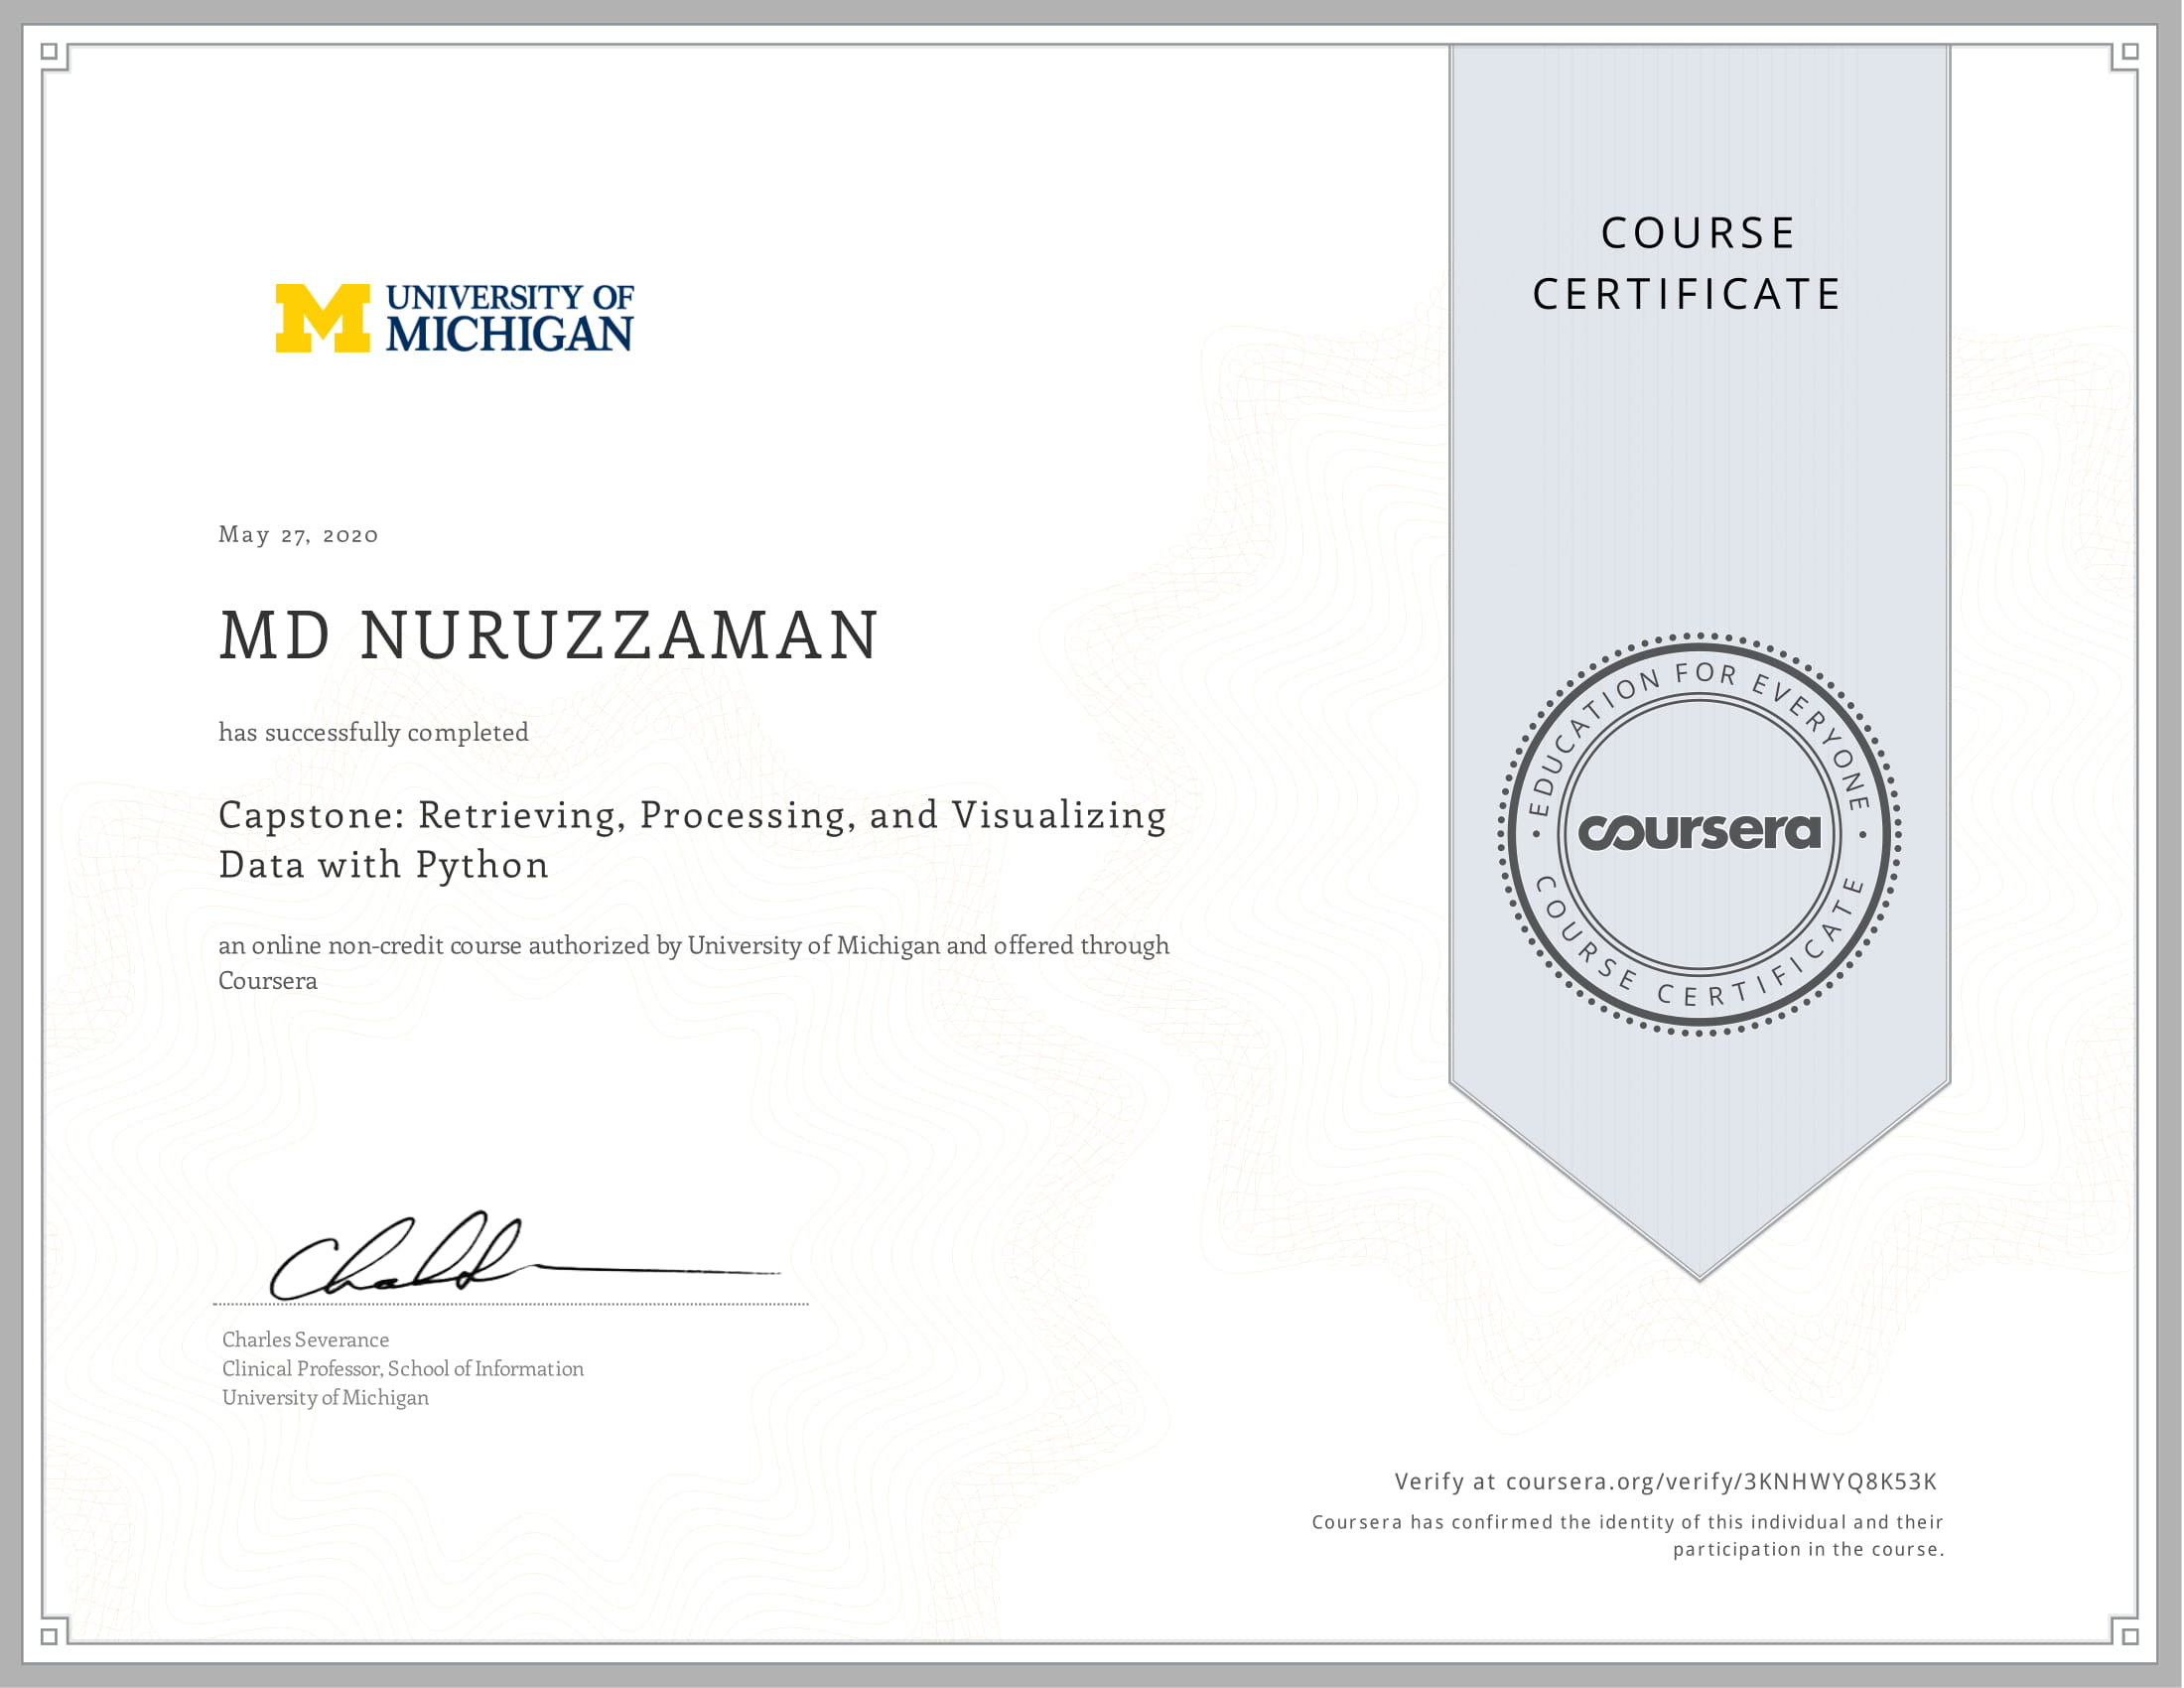 COURSE
CERTIFICATE
UNIVERSITY OF
MICHIGAN
May 27, 2020
MD NURUZZAMAN
has successfully completed
Capstone: Retrieving, Processing, and Visualizing
Data with Python
an online non-credit course authorized by University of Michigan and offered through
Coursera
EDUCATION FOR EVERYONE
coursera
COURSE CERTIFICATE
Charles Severance
Clinical Professor, School of Information
University of Michigan
Verify at coursera.org/verify/3KNHWYQ8K53K
Coursera has confirmed the identity of this individual and their
participation in the course.